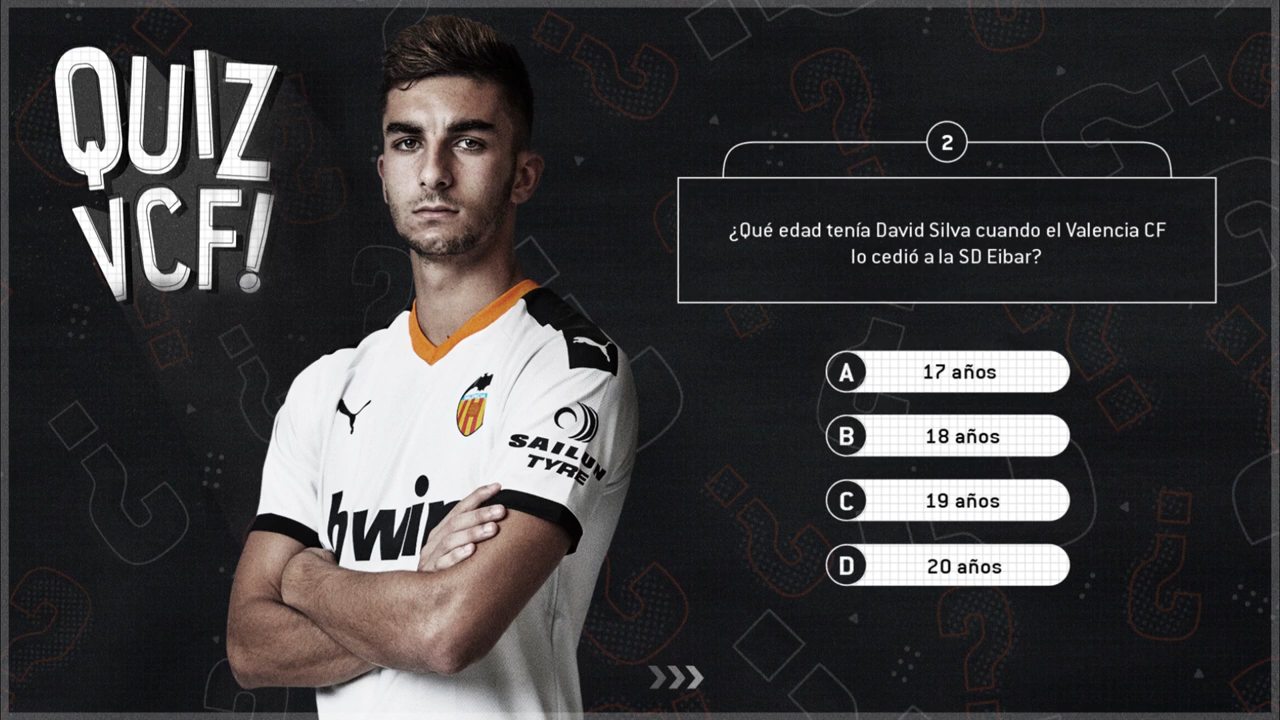 QUIZ
VCF!
2
¿Qué edad tenía David Silva cuando el Valencia CF
lo cedió a la SD Eibar?
A 17 años
B 18 años
C 19 años
D 20 años
SAILUN
TYRE
bwin